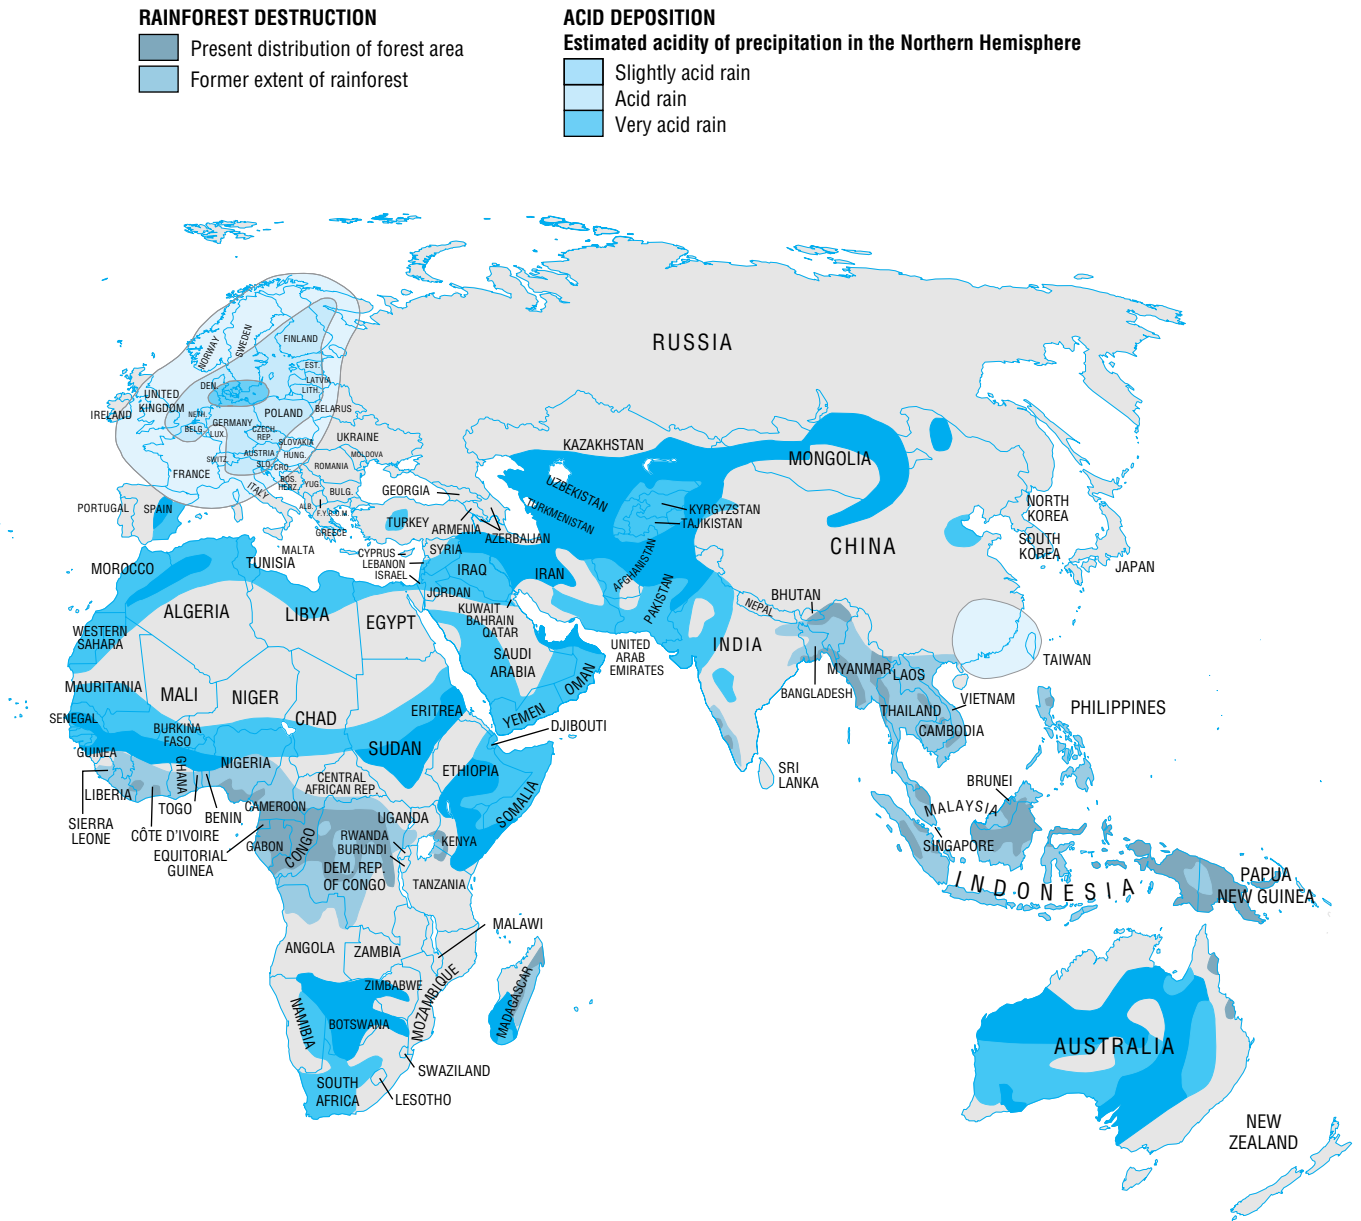 RAINFOREST DESTRUCTION
Present distribution of forest area
Former extent of rainforest
ACID DEPOSITION
Estimated acidity of precipitation in the Northern Hemisphere
Slightly acid rain
Acid rain
Very acid rain
RUSSIA
NORWAY
SWEDEN
FINLAND
EST.
LATVIA
LITH.
DEN.
UNITED
KINGDOM
IRELAND
NETH.
BELG.
LUX.
GERMANY
POLAND
BELARUS
CZECH
REP.
SLOVAKIA
UKRAINE
AUSTRIA
HUNG.
MOLDOVA
SWITZ.
SLO.
CRO.
ROMANIA
FRANCE
BOS.
HERZ.
YUG.
BULG.
ITALY
ALB.
F.Y.R.O.M.
GREECE
PORTUGAL
SPAIN
GEORGIA
TURKEY
ARMENIA
AZERBAIJAN
KAZAKHSTAN
UZBEKISTAN
TURKMENISTAN
KYRGYZSTAN
TAJIKISTAN
MONGOLIA
CHINA
NORTH
KOREA
SOUTH
KOREA
JAPAN
MALTA
CYPRUS
LEBANON
ISRAEL
SYRIA
IRAQ
JORDAN
IRAN
AFGHANISTAN
PAKISTAN
KUWAIT
BAHRAIN
QATAR
SAUDI
ARABIA
UNITED
ARAB
EMIRATES
OMAN
YEMEN
NEPAL
BHUTAN
INDIA
BANGLADESH
MYANMAR
LAOS
THAILAND
VIETNAM
CAMBODIA
TAIWAN
PHILIPPINES
SRI
LANKA
BRUNEI
MALAYSIA
SINGAPORE
INDONESIA
PAPUA
NEW GUINEA
MOROCCO
TUNISIA
ALGERIA
LIBYA
EGYPT
WESTERN
SAHARA
MAURITANIA
MALI
NIGER
CHAD
SENEGAL
BURKINA
FASO
SUDAN
ERITREA
DJIBOUTI
GUINEA
GHANA
NIGERIA
ETHIOPIA
SOMALIA
CENTRAL
AFRICAN REP.
LIBERIA
SIERRA
LEONE
CÔTE D'IVOIRE
TOGO
BENIN
CAMEROON
EQUITORIAL
GUINEA
GABON
CONGO
UGANDA
RWANDA
BURUNDI
KENYA
DEM. REP.
OF CONGO
TANZANIA
ANGOLA
ZAMBIA
MALAWI
ZIMBABWE
MOZAMBIQUE
MADAGASCAR
NAMIBIA
BOTSWANA
SWAZILAND
SOUTH
AFRICA
LESOTHO
AUSTRALIA
NEW
ZEALAND